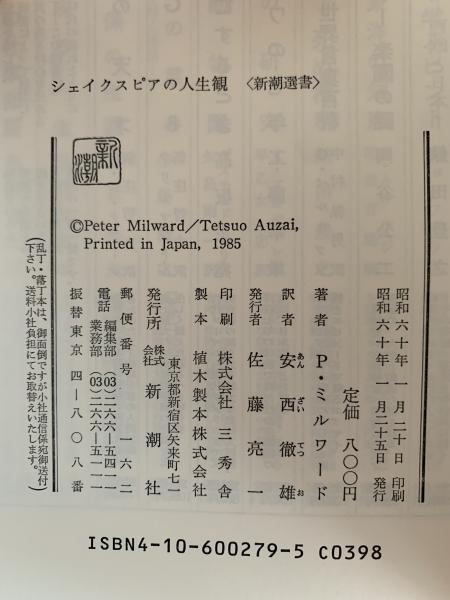 シェイクスピアの人生観 〈新潮選書〉
新潮
©Peter Milward/Tetsuo Auzai,
Printed in Japan, 1985
昭和六十年 一月二十日 印刷
昭和六十年 一月二十五日 発行
定価 八〇〇円
著者 P・ミルワード
訳者 安西徹雄
あん ざい てつ お
発行者 佐藤亮一
印刷 株式会社 三秀舎
製本 植木製本株式会社
東京都新宿区矢来町七一
発行所 株式会社 新潮社
郵便番号 一六二
電話 編集部 (03)二六六―五四一一
業務部 (03)二六六―五一一一
振替東京 四―八〇八番
(乱丁・落丁本は、御面倒ですが小社通信係宛御送付
下さい。送料小社負担にてお取替えいたします。)
ISBN4-10-600279-5 C0398